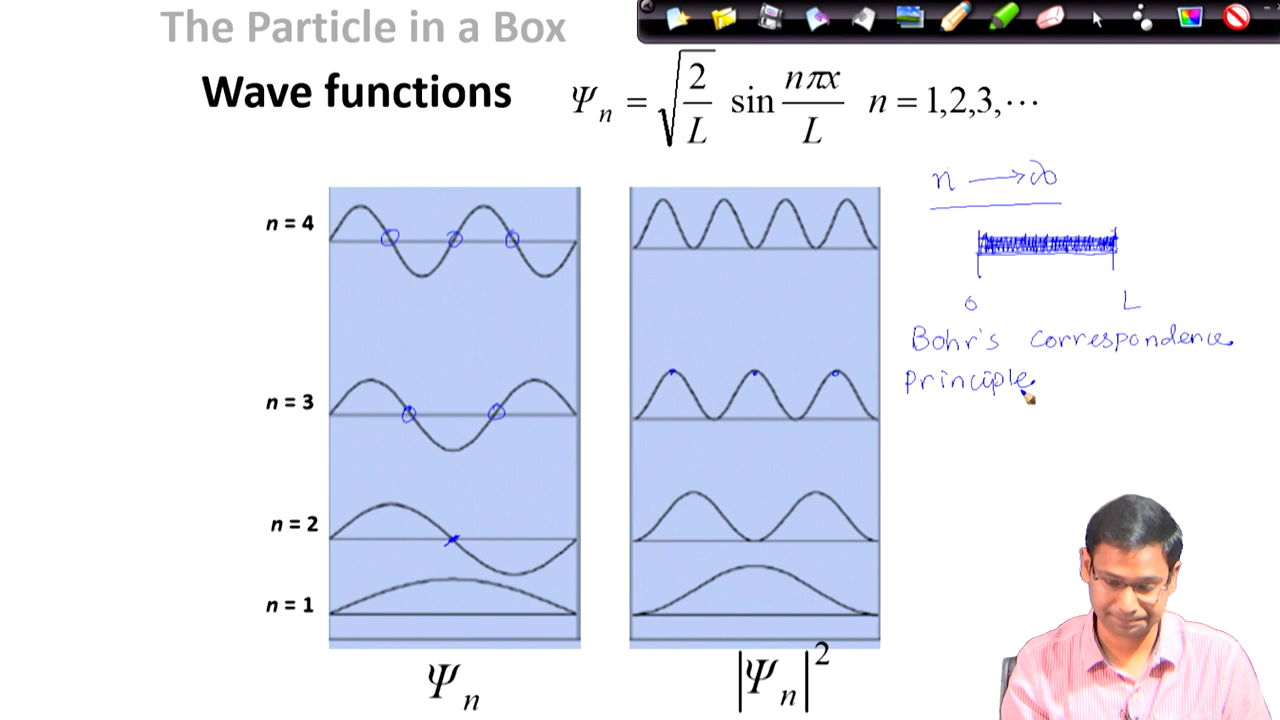 The Particle in a Box
Wave functions Ψn = √(2/L) sin nπx/L n = 1,2,3,⋯
n → ∞
n = 4
0 L
Bohr's correspondence
principle
n = 3
n = 2
n = 1
Ψn |Ψn|²